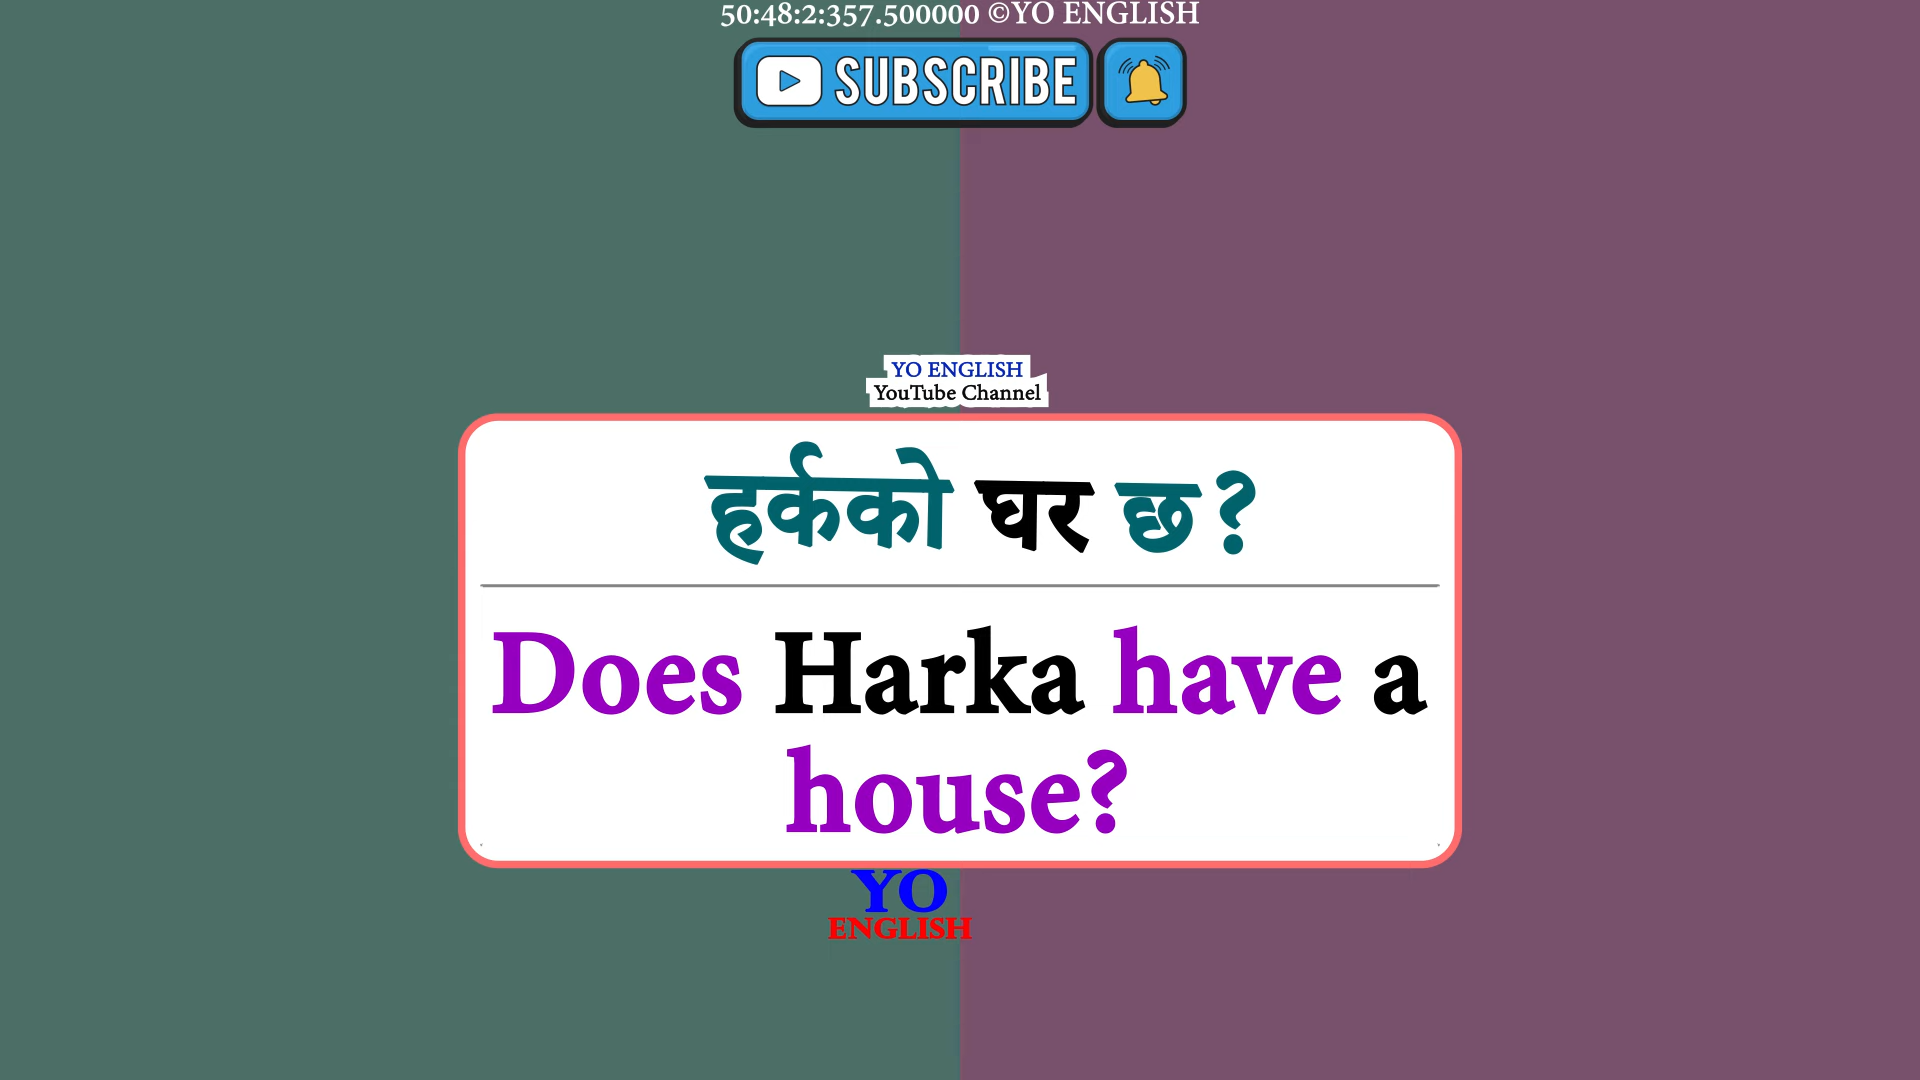 50:48:2:357.500000 ©YO ENGLISH
SUBSCRIBE
YO ENGLISH
YouTube Channel
हर्कको घर छ?
Does Harka have a
house?
YO
ENGLISH